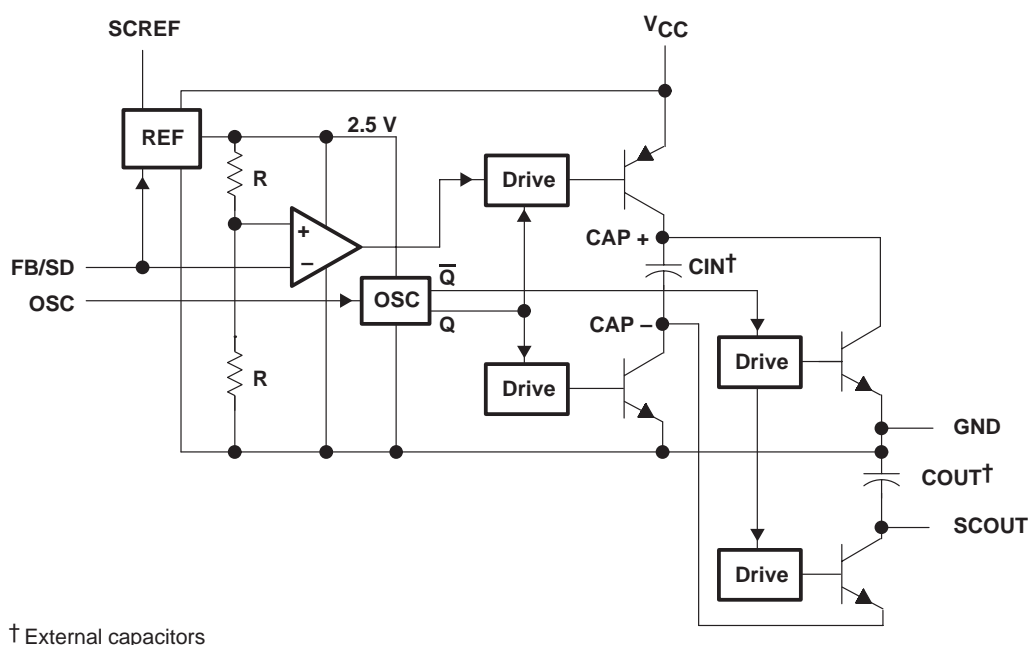 SCREF
VCC
REF
2.5 V
R
Drive
+
−
CAP +
CIN†
FB/SD
Q̅
OSC
OSC
Q
CAP −
Drive
Drive
R
GND
COUT†
SCOUT
Drive
† External capacitors